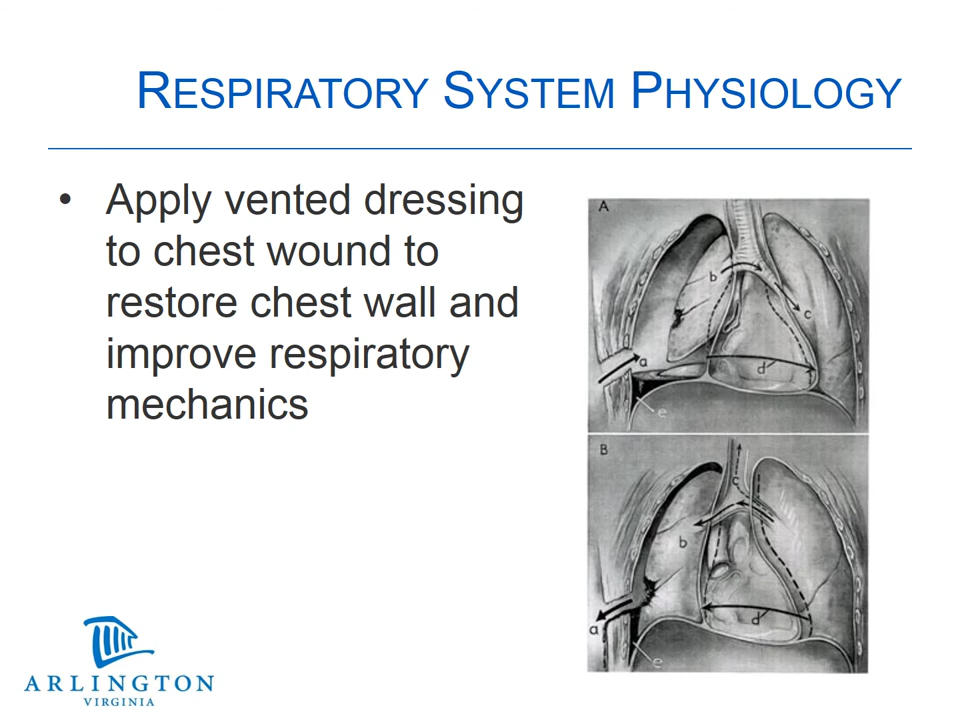 RESPIRATORY SYSTEM PHYSIOLOGY
• Apply vented dressing
to chest wound to
restore chest wall and
improve respiratory
mechanics
A
b
c
a
d
e
B
c
b
a
d
e
ARLINGTON
VIRGINIA